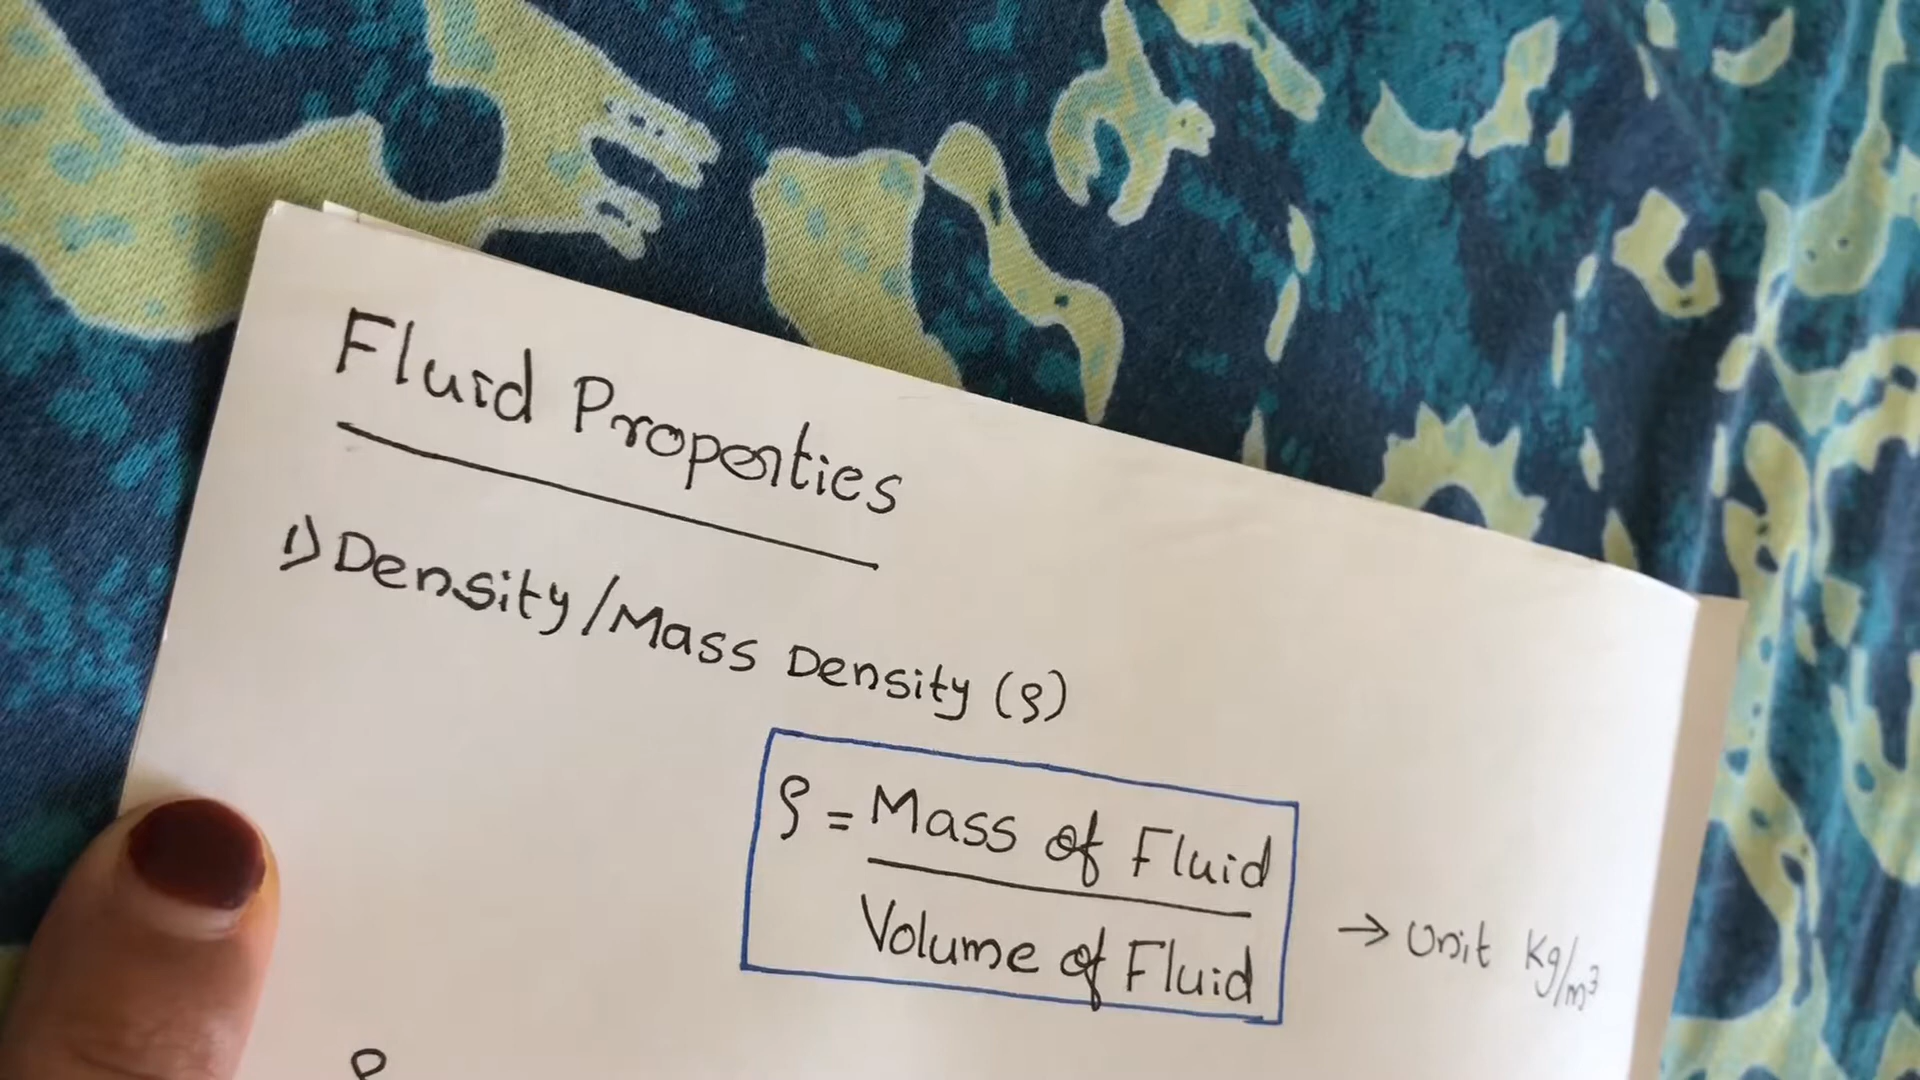 Fluid Properties
1) Density/Mass Density (ρ)
ρ = Mass of Fluid
Volume of Fluid
→ Unit Kg/m³